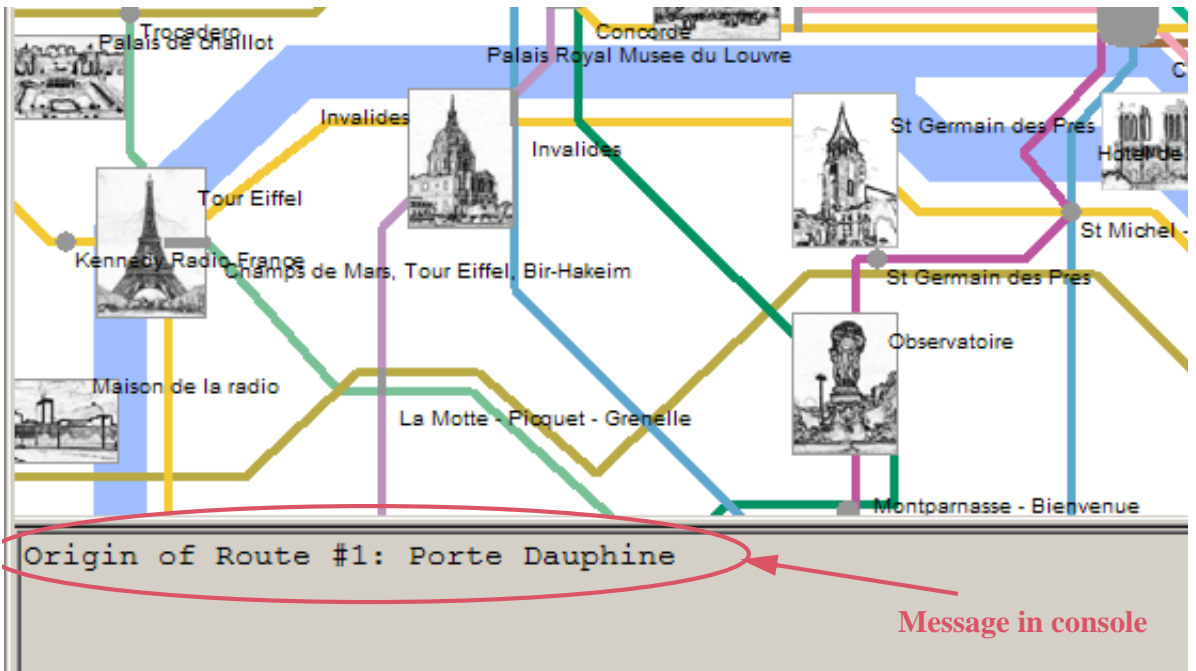 Trocadero
Concorde
Palais de chaillot
Palais Royal Musee du Louvre
C
Invalides
St Germain des Pres
Invalides
Hotel de
Tour Eiffel
St Michel -
Kennedy Radio-France
Champs de Mars, Tour Eiffel, Bir-Hakeim
St Germain des Pres
Observatoire
Maison de la radio
La Motte - Picquet - Grenelle
Montparnasse - Bienvenue
Origin of Route #1: Porte Dauphine
Message in console